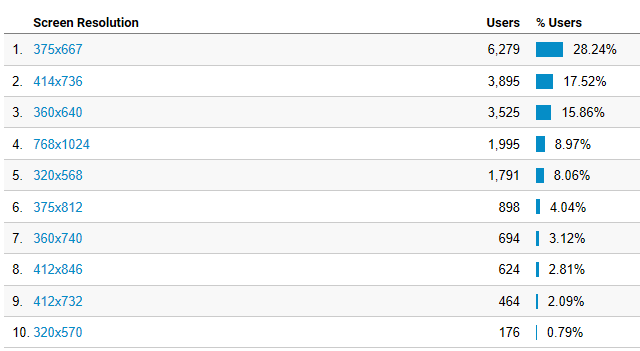 Screen Resolution Users % Users
1. 375x667 6,279 28.24%
2. 414x736 3,895 17.52%
3. 360x640 3,525 15.86%
4. 768x1024 1,995 8.97%
5. 320x568 1,791 8.06%
6. 375x812 898 4.04%
7. 360x740 694 3.12%
8. 412x846 624 2.81%
9. 412x732 464 2.09%
10. 320x570 176 0.79%